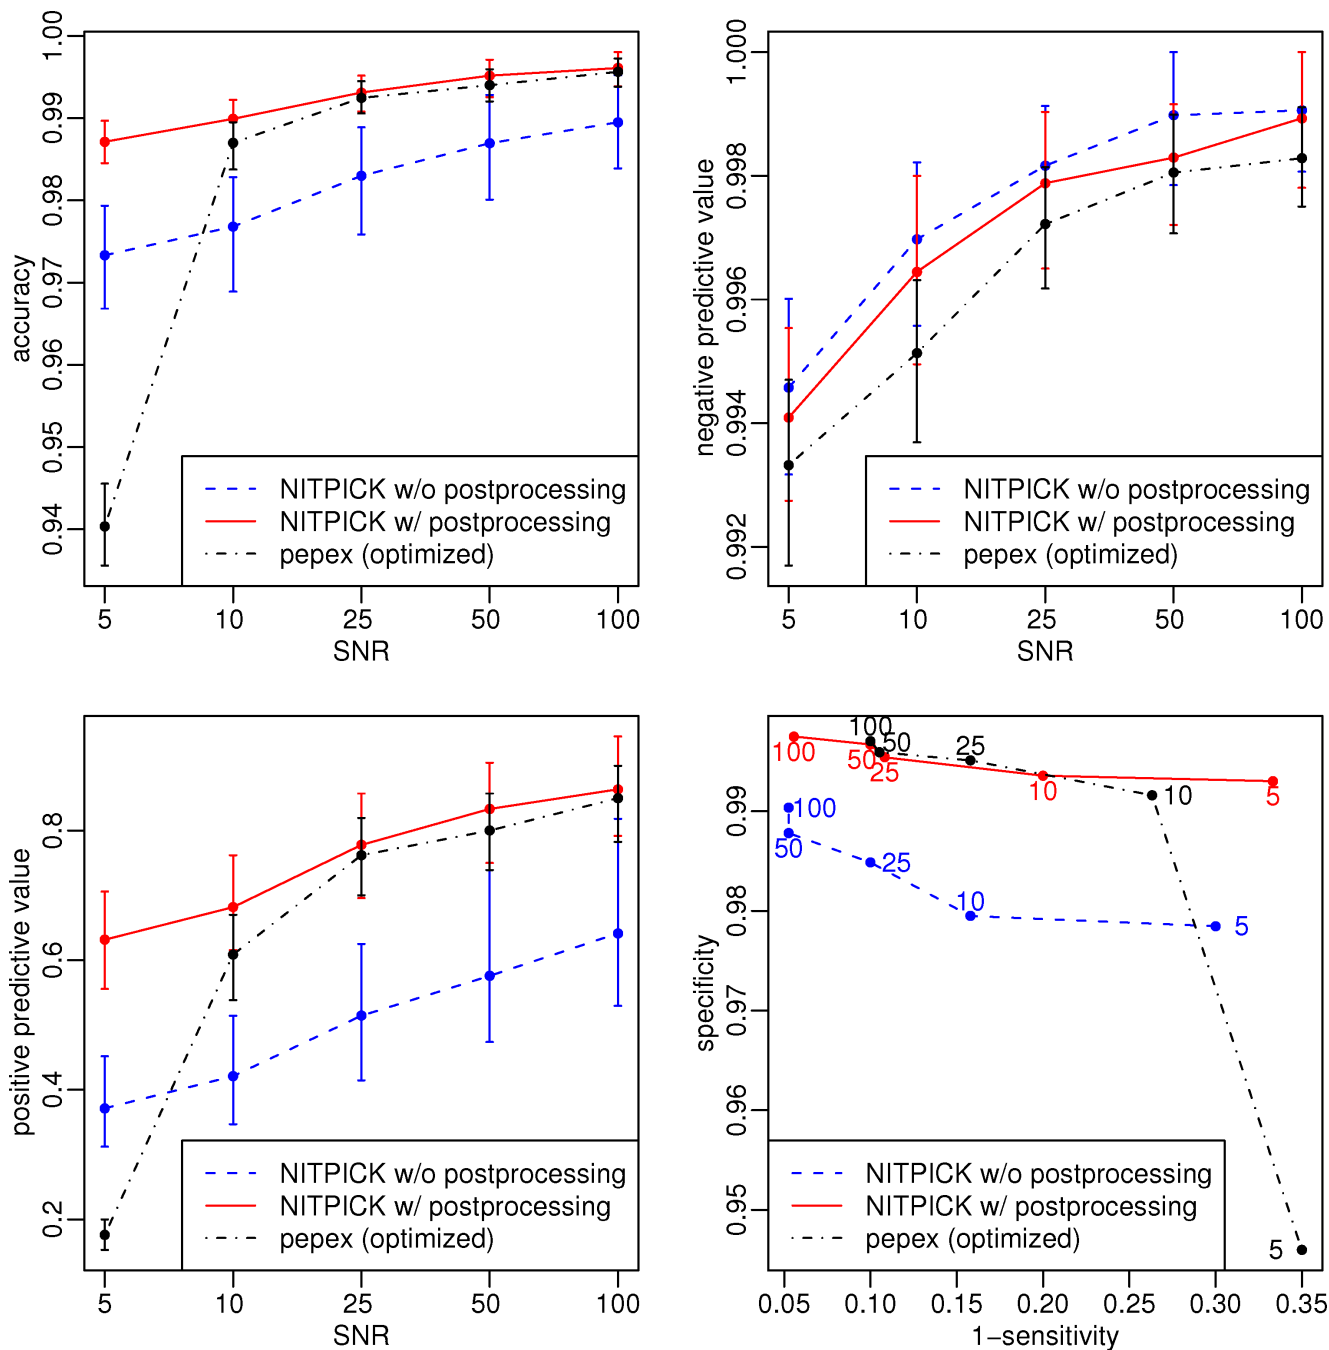 accuracy
1.00
0.99
0.98
0.97
0.96
0.95
0.94
NITPICK w/o postprocessing
NITPICK w/ postprocessing
pepex (optimized)
5 10 25 50 100
SNR
negative predictive value
1.000
0.998
0.996
0.994
0.992
NITPICK w/o postprocessing
NITPICK w/ postprocessing
pepex (optimized)
5 10 25 50 100
SNR
positive predictive value
0.8
0.6
0.4
0.2
NITPICK w/o postprocessing
NITPICK w/ postprocessing
pepex (optimized)
5 10 25 50 100
SNR
specificity
0.99
0.98
0.97
0.96
0.95
100
50
25
100
50
25
10
10
5
100
50
25
10
5
5
NITPICK w/o postprocessing
NITPICK w/ postprocessing
pepex (optimized)
0.05 0.10 0.15 0.20 0.25 0.30 0.35
1−sensitivity